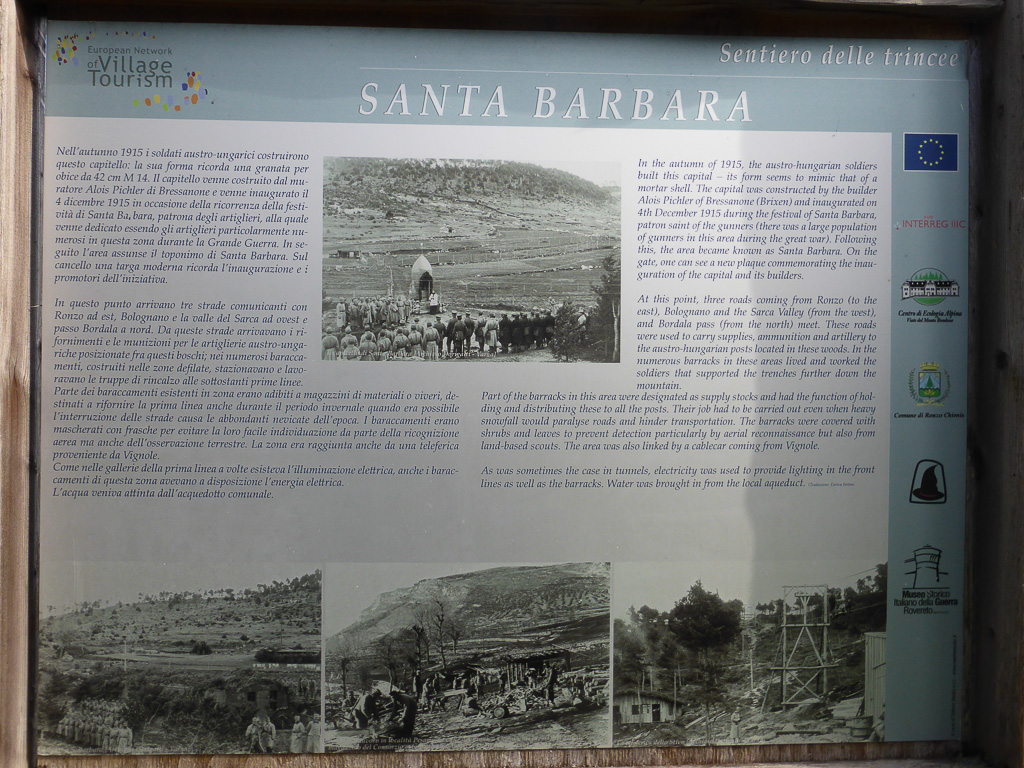 European Network
of Village
Tourism
Sentiero delle trincee
SANTA BARBARA
Nell'autunno 1915 i soldati austro-ungarici costruirono
questo capitello: la sua forma ricorda una granata per
obice da 42 cm M 14. Il capitello venne costruito dal mu-
ratore Alois Pichler di Bressanone e venne inaugurato il
4 dicembre 1915 in occasione della ricorrenza della festi-
vità di Santa Ba,bara, patrona degli artiglieri, alla quale
venne dedicato essendo gli artiglieri particolarmente nu-
merosi in questa zona durante la Grande Guerra. In se-
guito l'area assunse il toponimo di Santa Barbara. Sul
cancello una targa moderna ricorda l'inaugurazione e i
promotori dell'iniziativa.
In questo punto arrivano tre strade comunicanti con
Ronzo ad est, Bolognano e la valle del Sarca ad ovest e
passo Bordala a nord. Da queste strade arrivavano i ri-
fornimenti e le munizioni per le artiglierie austro-unga-
riche posizionate fra questi boschi; nei numerosi baracca-
menti, costruiti nelle zone defilate, stazionavano e lavo-
ravano le truppe di rincalzo alle sottostanti prime linee.
Parte dei baraccamenti esistenti in zona erano adibiti a magazzini di materiali o viveri, de-
stinati a rifornire la prima linea anche durante il periodo invernale quando era possibile
l'interruzione delle strade causa le abbondanti nevicate dell'epoca. I baraccamenti erano
mascherati con frasche per evitare la loro facile individuazione da parte della ricognizione
aerea ma anche dell'osservazione terrestre. La zona era raggiunta anche da una teleferica
proveniente da Vignole.
Come nelle gallerie della prima linea a volte esisteva l'illuminazione elettrica, anche i barac-
camenti di questa zona avevano a disposizione l'energia elettrica.
L'acqua veniva attinta dall'acquedotto comunale.
In the autumn of 1915, the austro-hungarian soldiers
built this capital – its form seems to mimic that of a
mortar shell. The capital was constructed by the builder
Alois Pichler of Bressanone (Brixen) and inaugurated on
4th December 1915 during the festival of Santa Barbara,
patron saint of the gunners (there was a large population
of gunners in this area during the great war). Following
this, the area became known as Santa Barbara. On the
gate, one can see a new plaque commemorating the inau-
guration of the capital and its builders.
At this point, three roads coming from Ronzo (to the
east), Bolognano and the Sarca Valley (from the west),
and Bordala pass (from the north) meet. These roads
were used to carry supplies, ammunition and artillery to
the austro-hungarian posts located in these woods. In the
numerous barracks in these areas lived and worked the
soldiers that supported the trenches further down the
mountain.
Part of the barracks in this area were designated as supply stocks and had the function of hol-
ding and distributing these to all the posts. Their job had to be carried out even when heavy
snowfall would paralyse roads and hinder transportation. The barracks were covered with
shrubs and leaves to prevent detection particularly by aerial reconnaissance but also from
land-based scouts. The area was also linked by a cablecar coming from Vignole.
As was sometimes the case in tunnels, electricity was used to provide lighting in the front
lines as well as the barracks. Water was brought in from the local aqueduct.
INTERREG IIIC
Centro di Ecologia Alpina
Viote del Monte Bondone
Comune di Ronzo Chienis
Museo Storico
Italiano della Guerra
Rovereto